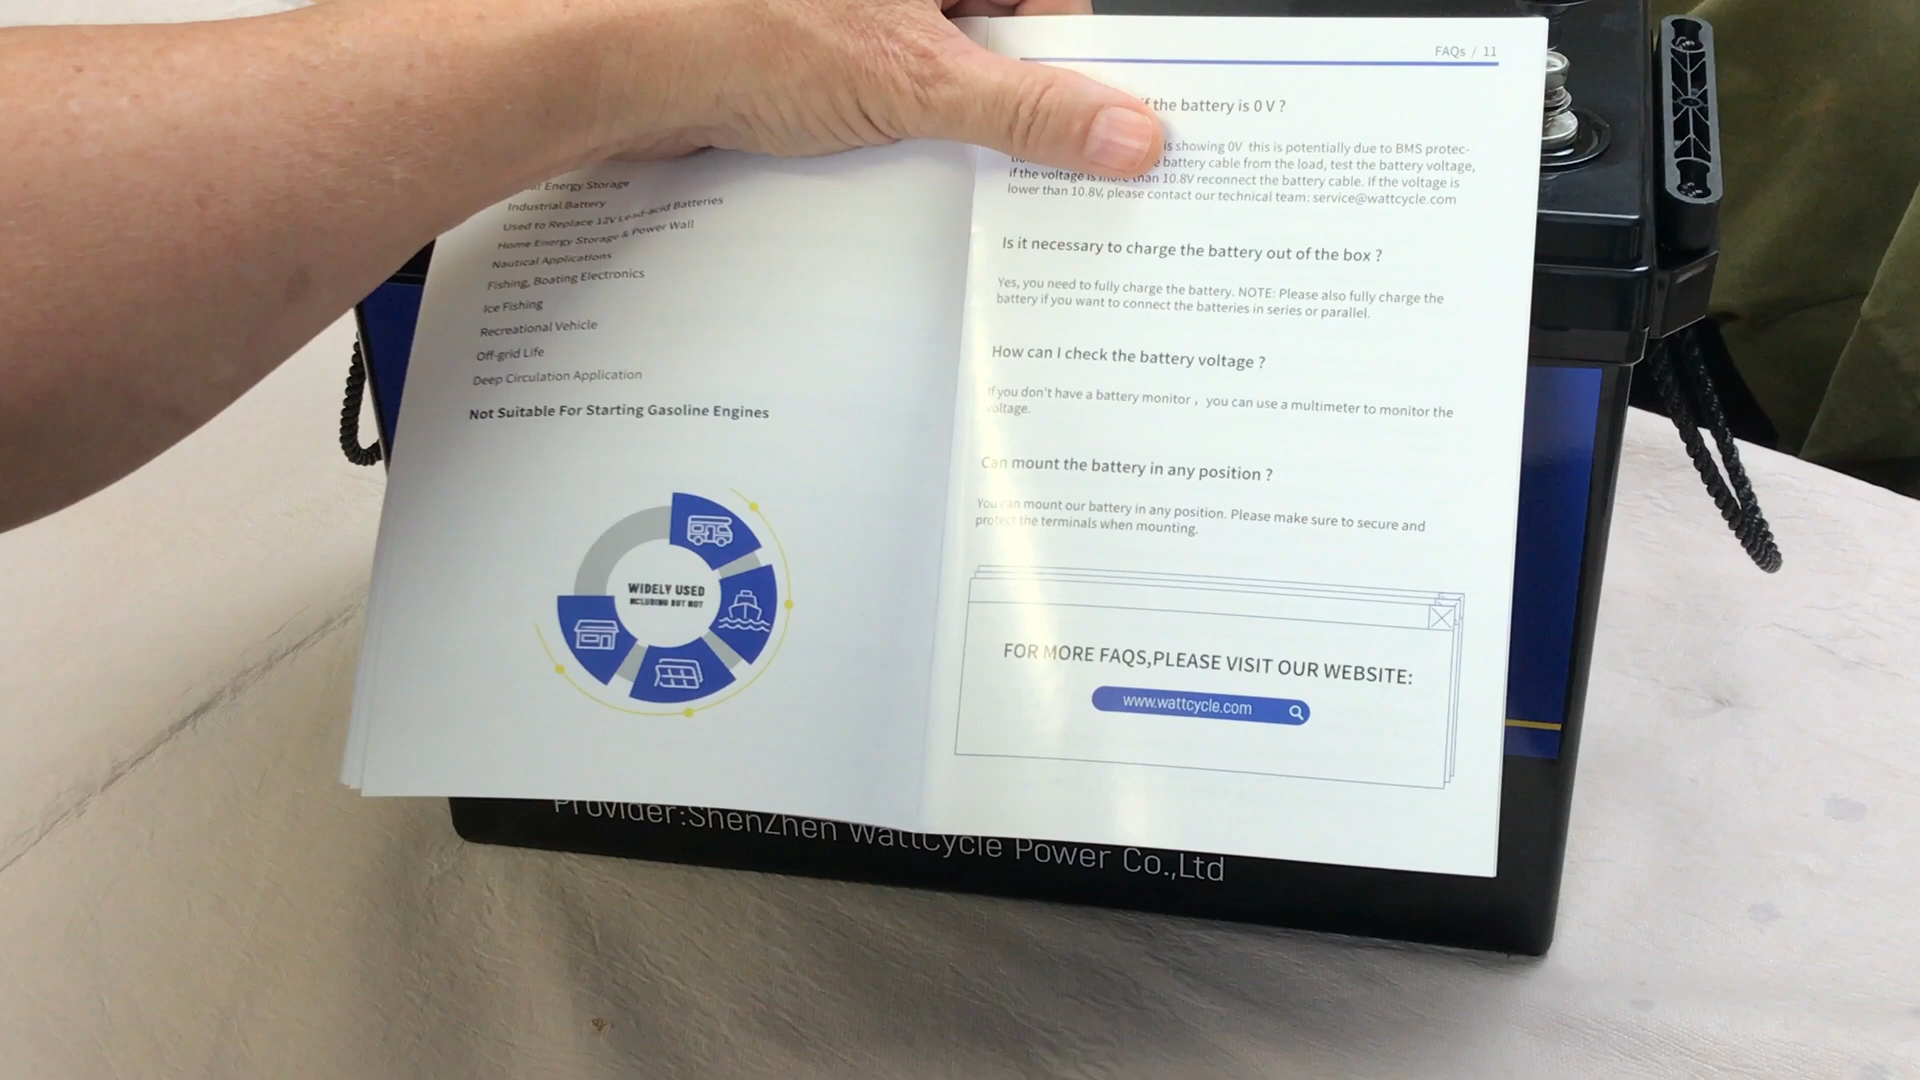 Energy Storage
Industrial Battery
Used to Replace 12V Lead-acid Batteries
Home Energy Storage & Power Wall
Nautical Applications
Fishing, Boating Electronics
Ice Fishing
Recreational Vehicle
Off-grid Life
Deep Circulation Application
Not Suitable For Starting Gasoline Engines
WIDELY USED
INCLUDING BUT NOT
FAQs / 11
if the battery is 0 V ?
is showing 0V this is potentially due to BMS protec-
battery cable from the load, test the battery voltage,
if the voltage is more than 10.8V reconnect the battery cable. If the voltage is
lower than 10.8V, please contact our technical team: service@wattcycle.com
Is it necessary to charge the battery out of the box ?
Yes, you need to fully charge the battery. NOTE: Please also fully charge the
battery if you want to connect the batteries in series or parallel.
How can I check the battery voltage ?
If you don't have a battery monitor , you can use a multimeter to monitor the
voltage.
Can mount the battery in any position ?
You can mount our battery in any position. Please make sure to secure and
protect the terminals when mounting.
FOR MORE FAQS,PLEASE VISIT OUR WEBSITE:
www.wattcycle.com
Provider:ShenZhen WattCycle Power Co.,Ltd